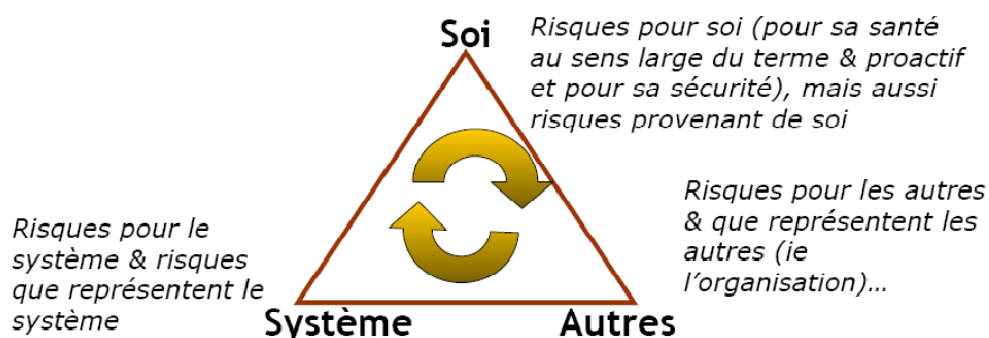 Soi
Risques pour soi (pour sa santé
au sens large du terme & proactif
et pour sa sécurité), mais aussi
risques provenant de soi
Risques pour les autres
& que représentent les
autres (ie
l'organisation)…
Risques pour le
système & risques
que représentent le
système
Système
Autres